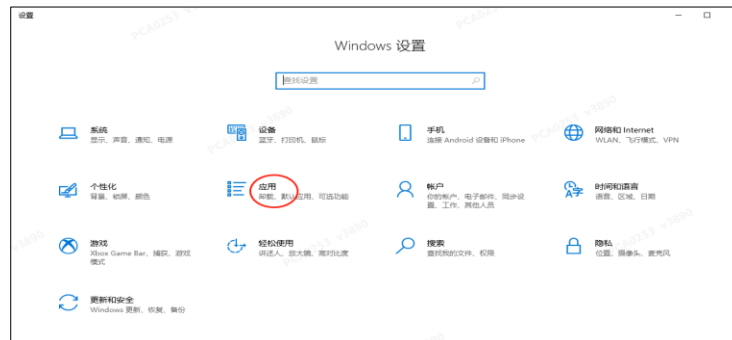 设置
Windows 设置
查找设置
系统
显示、声音、通知、电源
设备
蓝牙、打印机、鼠标
手机
连接 Android 设备和 iPhone
网络和 Internet
WLAN、飞行模式、VPN
个性化
背景、锁屏、颜色
应用
卸载、默认应用、可选功能
帐户
你的帐户、电子邮件、同步设
置、工作、其他人员
时间和语言
语音、区域、日期
游戏
Xbox Game Bar、捕获、游戏
模式
轻松使用
讲述人、放大镜、高对比度
搜索
查找我的文件、权限
隐私
位置、摄像头、麦克风
更新和安全
Windows 更新、恢复、备份